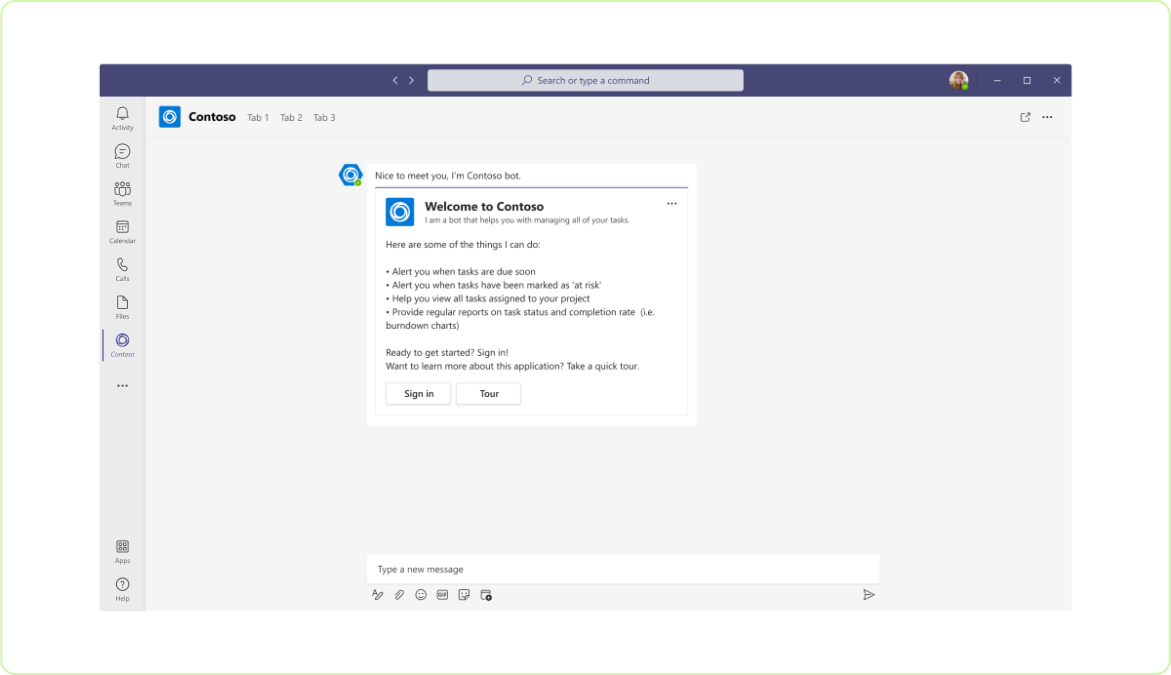 Search or type a command
Activity
Chat
Teams
Calendar
Calls
Files
Contoso
Apps
Help
Contoso Tab 1 Tab 2 Tab 3
Nice to meet you, I'm Contoso bot.
Welcome to Contoso
I am a bot that helps you with managing all of your tasks.
Here are some of the things I can do:
• Alert you when tasks are due soon
• Alert you when tasks have been marked as 'at risk'
• Help you view all tasks assigned to your project
• Provide regular reports on task status and completion rate (i.e.
burndown charts)
Ready to get started? Sign in!
Want to learn more about this application? Take a quick tour.
Sign in Tour
Type a new message
GIF